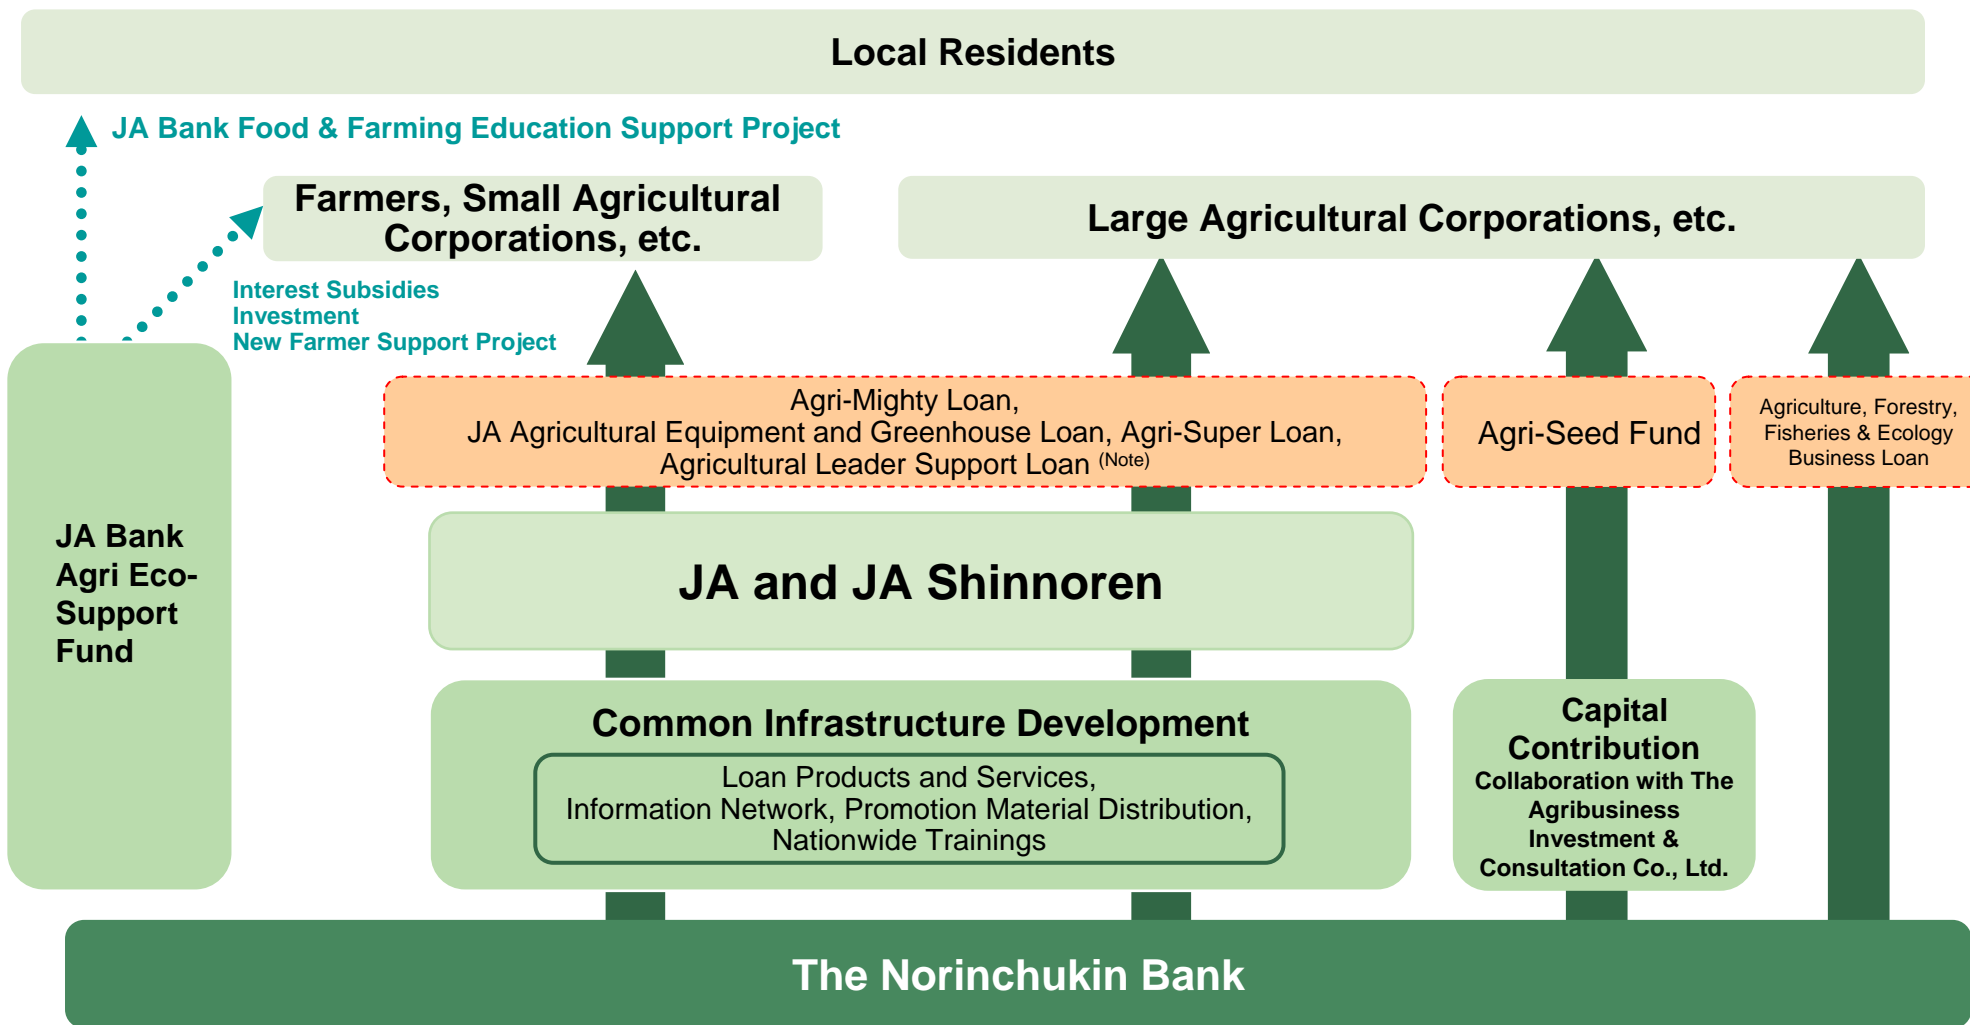 Local Residents
JA Bank Food & Farming Education Support Project
Farmers, Small Agricultural
Corporations, etc.
Large Agricultural Corporations, etc.
Interest Subsidies
Investment
New Farmer Support Project
Agri-Mighty Loan,
JA Agricultural Equipment and Greenhouse Loan, Agri-Super Loan,
Agricultural Leader Support Loan (Note)
Agri-Seed Fund
Agriculture, Forestry,
Fisheries & Ecology
Business Loan
JA Bank
Agri Eco-
Support
Fund
JA and JA Shinnoren
Common Infrastructure Development
Loan Products and Services,
Information Network, Promotion Material Distribution,
Nationwide Trainings
Capital
Contribution
Collaboration with The
Agribusiness
Investment &
Consultation Co., Ltd.
The Norinchukin Bank